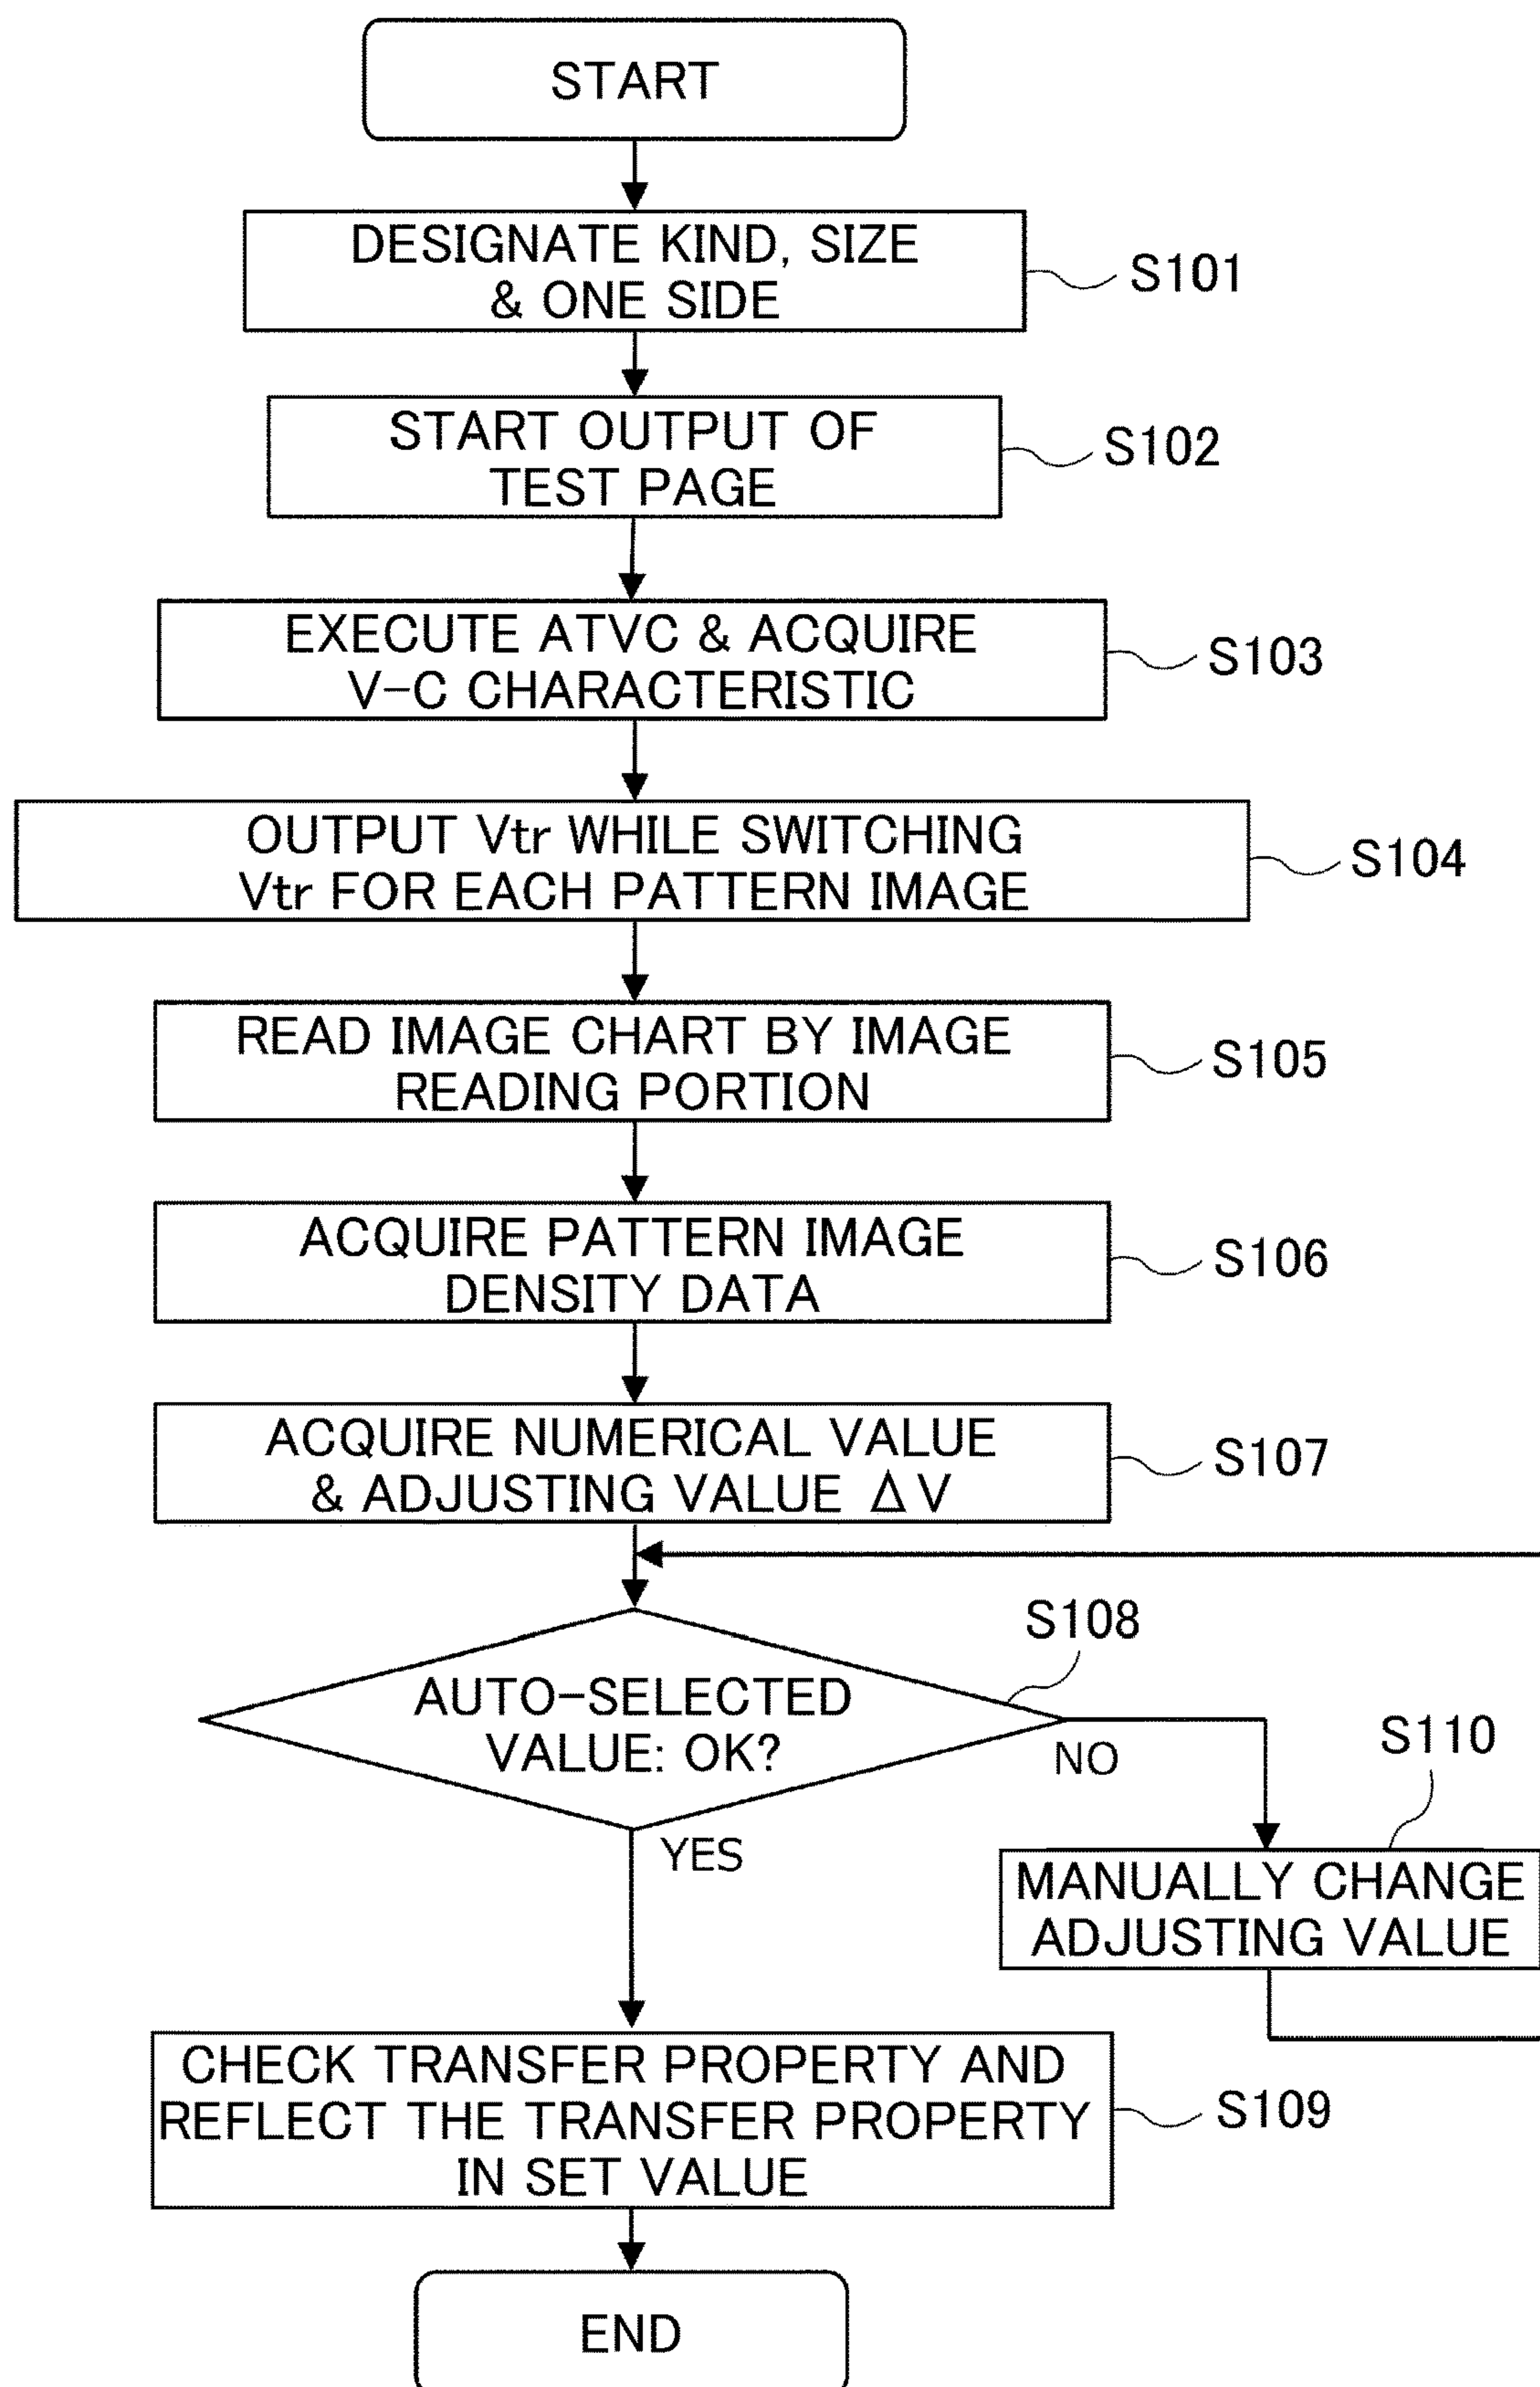 START
DESIGNATE KIND, SIZE
& ONE SIDE
S101
START OUTPUT OF
TEST PAGE
S102
EXECUTE ATVC & ACQUIRE
V-C CHARACTERISTIC
S103
OUTPUT Vtr WHILE SWITCHING
Vtr FOR EACH PATTERN IMAGE
S104
READ IMAGE CHART BY IMAGE
READING PORTION
S105
ACQUIRE PATTERN IMAGE
DENSITY DATA
S106
ACQUIRE NUMERICAL VALUE
& ADJUSTING VALUE ΔV
S107
S108
AUTO-SELECTED
VALUE: OK?
NO
YES
S110
MANUALLY CHANGE
ADJUSTING VALUE
CHECK TRANSFER PROPERTY AND
REFLECT THE TRANSFER PROPERTY
IN SET VALUE
S109
END